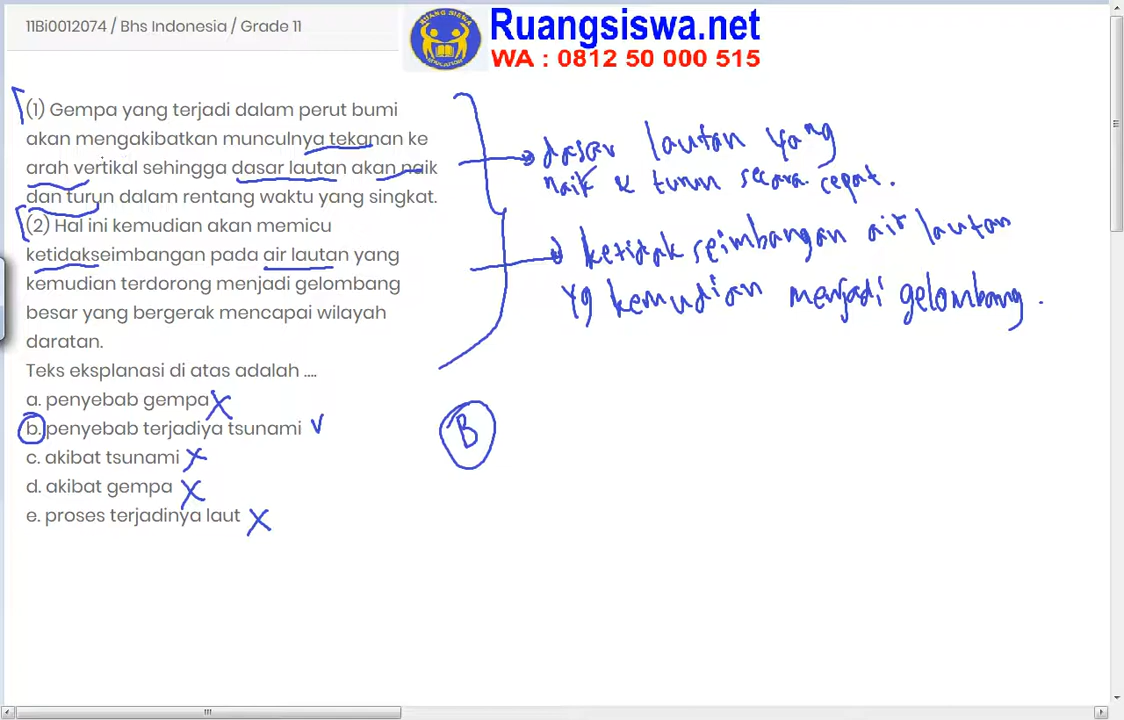 11Bi0012074 / Bhs Indonesia / Grade 11
RUANG SISWA
Ruangsiswa.net
WA : 0812 50 000 515
(1) Gempa yang terjadi dalam perut bumi
akan mengakibatkan munculnya tekanan ke
arah vertikal sehingga dasar lautan akan naik
dan turun dalam rentang waktu yang singkat.
(2) Hal ini kemudian akan memicu
ketidakseimbangan pada air lautan yang
kemudian terdorong menjadi gelombang
besar yang bergerak mencapai wilayah
daratan.
Teks eksplanasi di atas adalah ....
a. penyebab gempa X
b. penyebab terjadiya tsunami v
c. akibat tsunami X
d. akibat gempa X
e. proses terjadinya laut X
dasar lautan yang
naik & turun secara cepat.
ketidak seimbangan air lautan
yg kemudian menjadi gelombang.
B